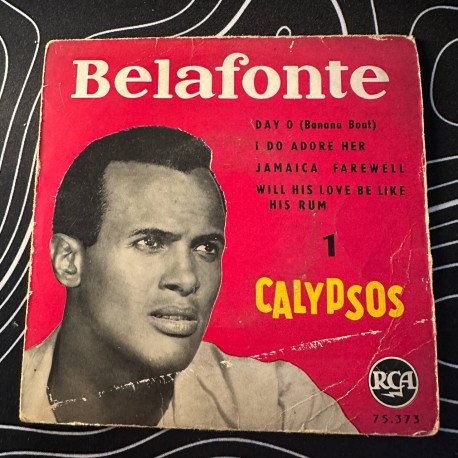 Belafonte
DAY O (Banana Boat)
I DO ADORE HER
JAMAICA FAREWELL
WILL HIS LOVE BE LIKE
HIS RUM
1
CALYPSOS
RCA
75.373